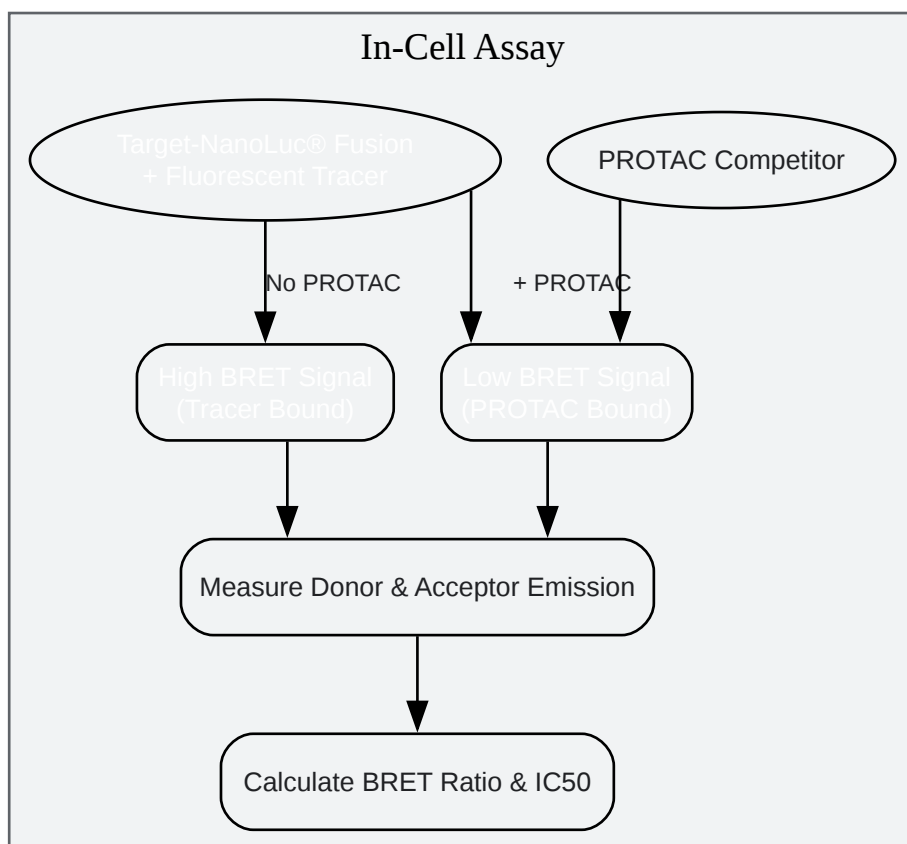 In-Cell Assay
Target-NanoLuc® Fusion
+ Fluorescent Tracer
PROTAC Competitor
No PROTAC
+ PROTAC
High BRET Signal
(Tracer Bound)
Low BRET Signal
(PROTAC Bound)
Measure Donor & Acceptor Emission
Calculate BRET Ratio & IC50